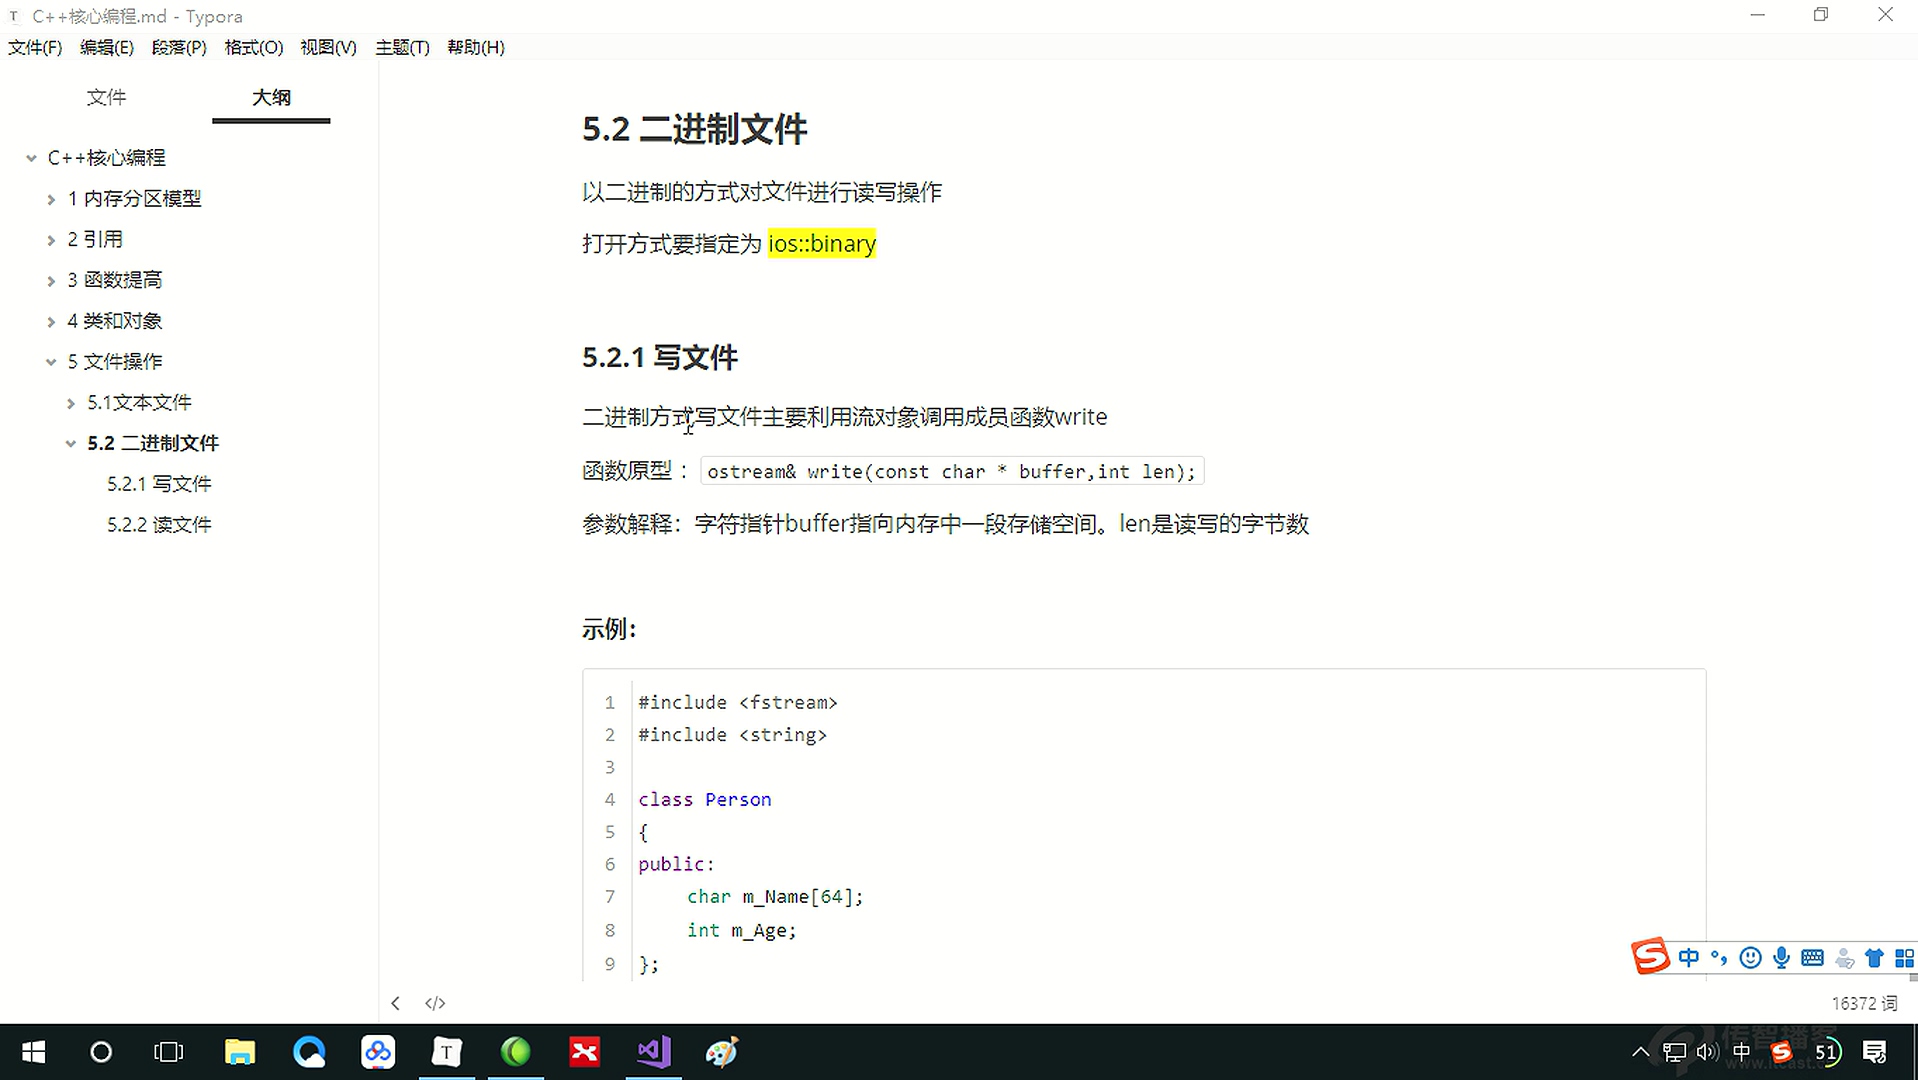 C++核心编程.md - Typora
文件(F) 编辑(E) 段落(P) 格式(O) 视图(V) 主题(T) 帮助(H)
文件 大纲
C++核心编程
1 内存分区模型
2 引用
3 函数提高
4 类和对象
5 文件操作
5.1文本文件
5.2 二进制文件
5.2.1 写文件
5.2.2 读文件
5.2 二进制文件
以二进制的方式对文件进行读写操作
打开方式要指定为 ios::binary
5.2.1 写文件
二进制方式写文件主要利用流对象调用成员函数write
函数原型 : ostream& write(const char * buffer,int len);
参数解释：字符指针buffer指向内存中一段存储空间。len是读写的字节数
示例：
1 #include <fstream>
2 #include <string>
3
4 class Person
5 {
6 public:
7 char m_Name[64];
8 int m_Age;
9 };
中
16372 词
中
51
传智播客